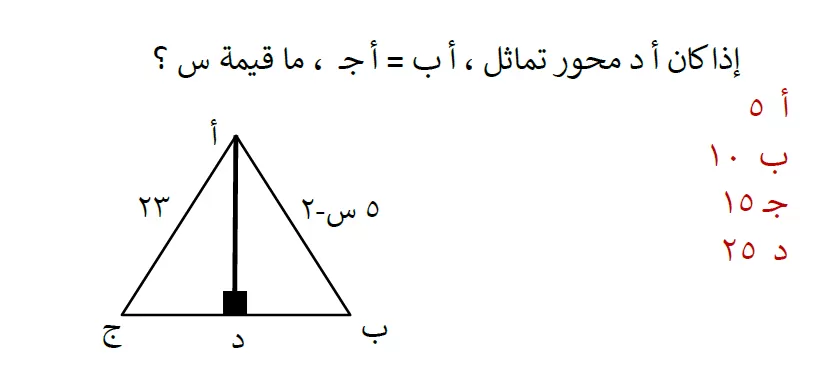 إذا كان أ د محور تماثل ، أ ب = أ جـ ، ما قيمة س ؟
أ ٥
ب ١٠
جـ ١٥
د ٢٥
أ
٢٣
٥ س-٢
ج
د
ب